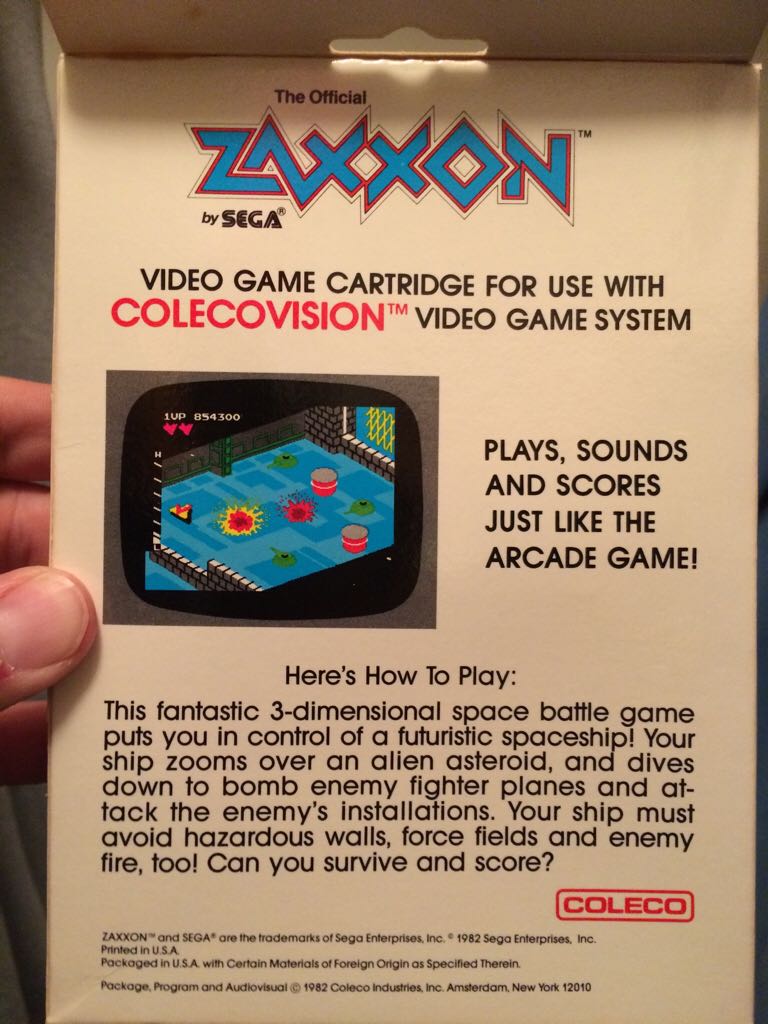 The Official
ZAXXON™
by SEGA®
VIDEO GAME CARTRIDGE FOR USE WITH
COLECOVISION™ VIDEO GAME SYSTEM
1UP 854300
H
PLAYS, SOUNDS
AND SCORES
JUST LIKE THE
ARCADE GAME!
Here's How To Play:
This fantastic 3-dimensional space battle game
puts you in control of a futuristic spaceship! Your
ship zooms over an alien asteroid, and dives
down to bomb enemy fighter planes and at-
tack the enemy's installations. Your ship must
avoid hazardous walls, force fields and enemy
fire, too! Can you survive and score?
COLECO
ZAXXON™ and SEGA® are the trademarks of Sega Enterprises, Inc. © 1982 Sega Enterprises, Inc.
Printed in U.S.A.
Packaged in U.S.A. with Certain Materials of Foreign Origin as Specified Therein.
Package, Program and Audiovisual © 1982 Coleco Industries, Inc. Amsterdam, New York 12010